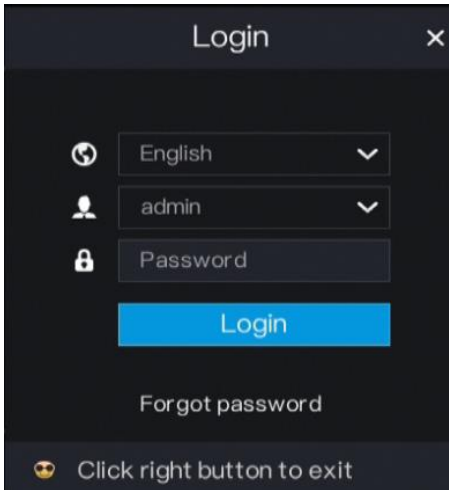 Login
English
admin
Password
Login
Forgot password
Click right button to exit